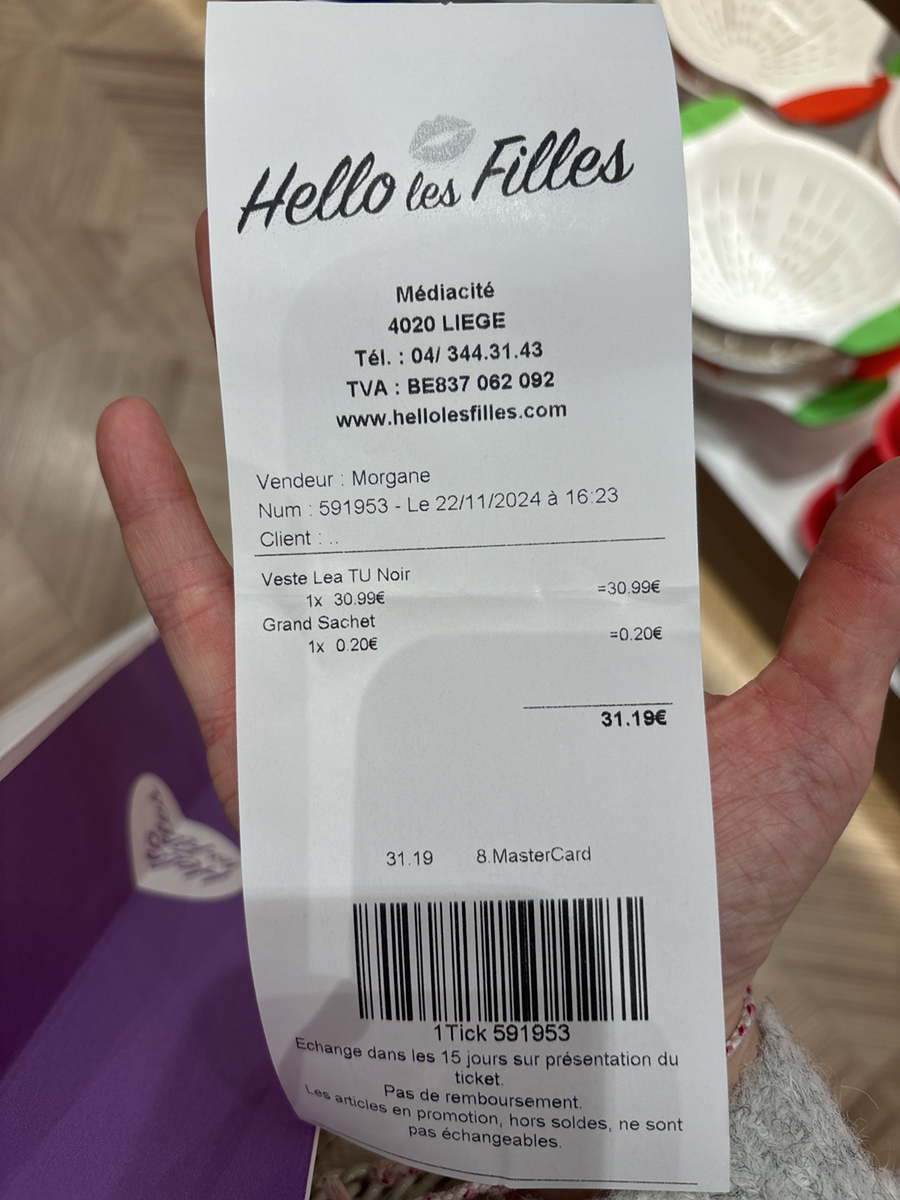 Hello les Filles
Médiacité
4020 LIEGE
Tél. : 04/ 344.31.43
TVA : BE837 062 092
www.hellolesfilles.com
Vendeur : Morgane
Num : 591953 - Le 22/11/2024 à 16:23
Client : ..
Veste Lea TU Noir
1x 30.99€ =30.99€
Grand Sachet
1x 0.20€ =0.20€
31.19€
31.19 8.MasterCard
1Tick 591953
Echange dans les 15 jours sur présentation du
ticket.
Pas de remboursement.
Les articles en promotion, hors soldes, ne sont
pas échangeables.